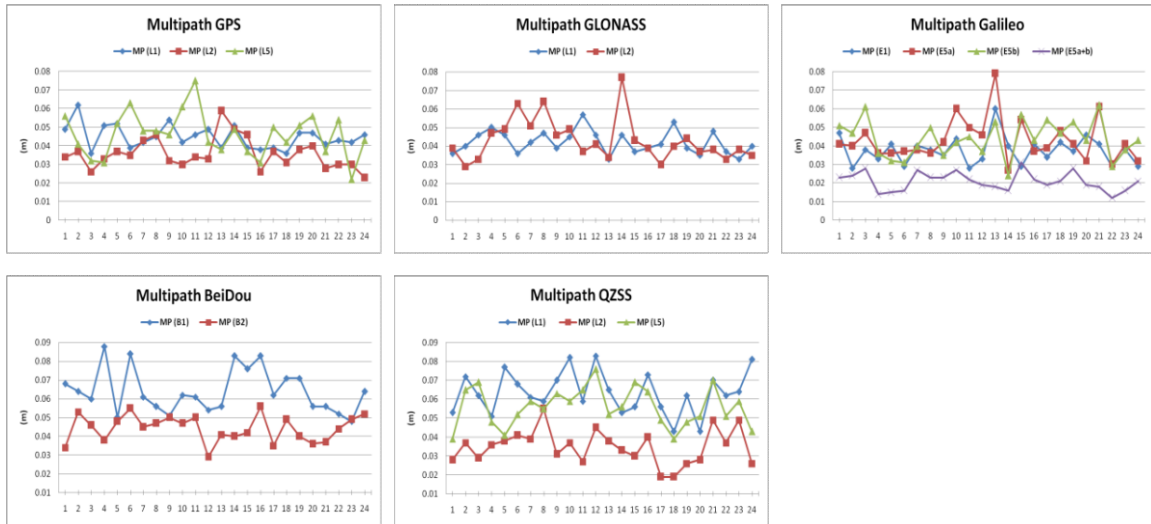 Multipath GPS
MP (L1) MP (L2) MP (L5)
0.08
0.07
0.06
0.05
0.04
0.03
0.02
0.01
0
(m)
1 2 3 4 5 6 7 8 9 10 11 12 13 14 15 16 17 18 19 20 21 22 23 24
Multipath GLONASS
MP (L1) MP (L2)
0.08
0.07
0.06
0.05
0.04
0.03
0.02
0.01
0
(m)
1 2 3 4 5 6 7 8 9 10 11 12 13 14 15 16 17 18 19 20 21 22 23 24
Multipath Galileo
MP (E1) MP (E5a) MP (E5b) MP (E5a+b)
0.08
0.07
0.06
0.05
0.04
0.03
0.02
0.01
0
(m)
1 2 3 4 5 6 7 8 9 10 11 12 13 14 15 16 17 18 19 20 21 22 23 24
Multipath BeiDou
MP (B1) MP (B2)
0.09
0.08
0.07
0.06
0.05
0.04
0.03
0.02
0.01
(m)
1 2 3 4 5 6 7 8 9 10 11 12 13 14 15 16 17 18 19 20 21 22 23 24
Multipath QZSS
MP (L1) MP (L2) MP (L5)
0.09
0.08
0.07
0.06
0.05
0.04
0.03
0.02
0.01
(m)
1 2 3 4 5 6 7 8 9 10 11 12 13 14 15 16 17 18 19 20 21 22 23 24